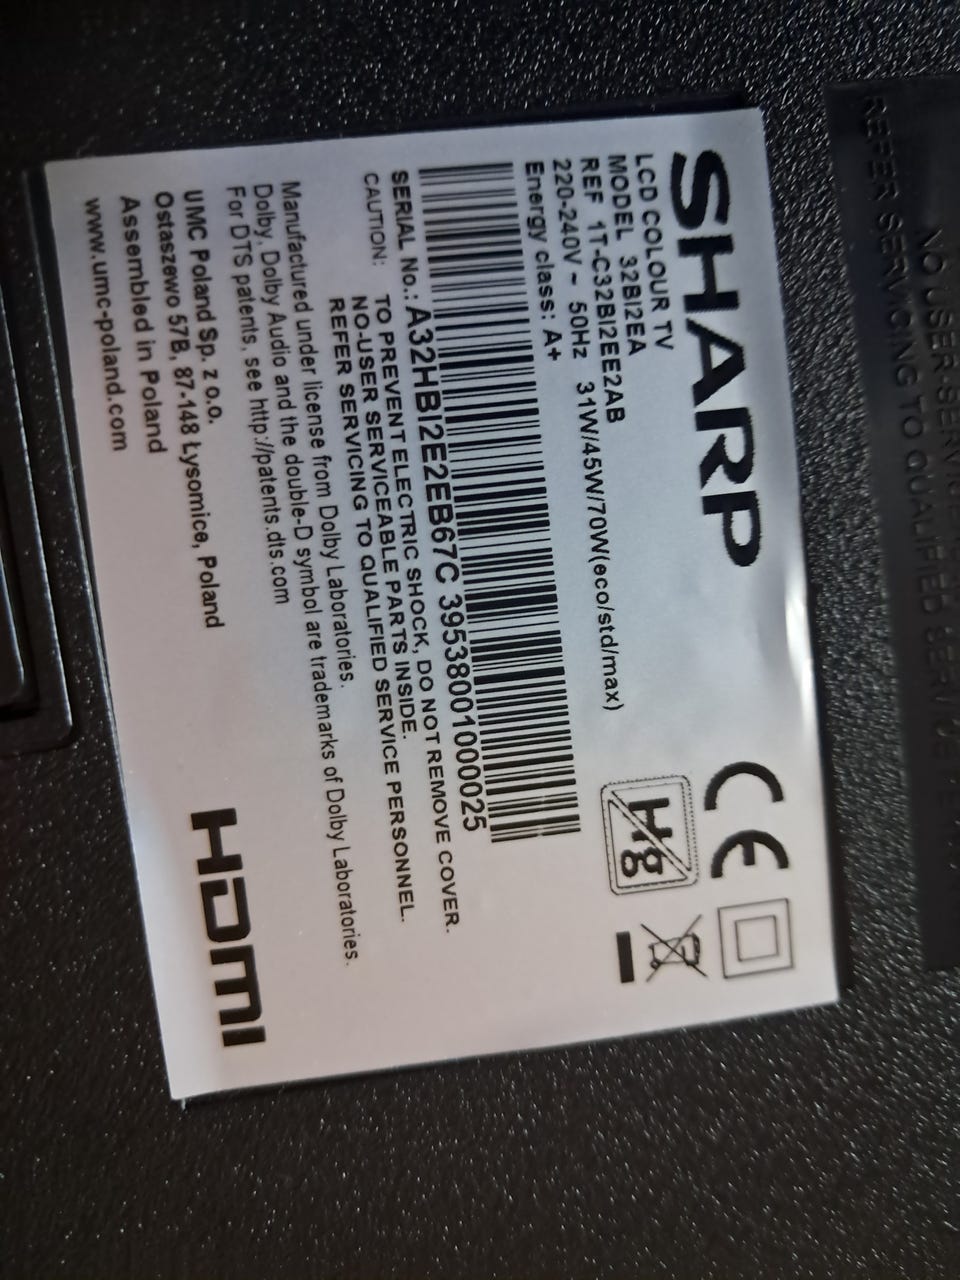 SHARP
LCD COLOUR TV
MODEL 32BI2EA
REF 1T-C32BI2EE2AB
220-240V ~ 50Hz 31W/45W/70W(eco/std/max)
Energy class: A+
CE
Hg
SERIAL No.: A32HBI2E2EB67C 39538001000025
CAUTION: TO PREVENT ELECTRIC SHOCK, DO NOT REMOVE COVER.
NO-USER SERVICEABLE PARTS INSIDE.
REFER SERVICING TO QUALIFIED SERVICE PERSONNEL.
Manufactured under license from Dolby Laboratories.
Dolby, Dolby Audio and the double-D symbol are trademarks of Dolby Laboratories.
For DTS patents, see http://patents.dts.com
UMC Poland Sp. z o.o.
Ostaszewo 57B, 87-148 Łysomice, Poland
Assembled in Poland
www.umc-poland.com
HDMI
NO USER-SERVI
REFER SERVICING TO QUALIFIED SERVICE